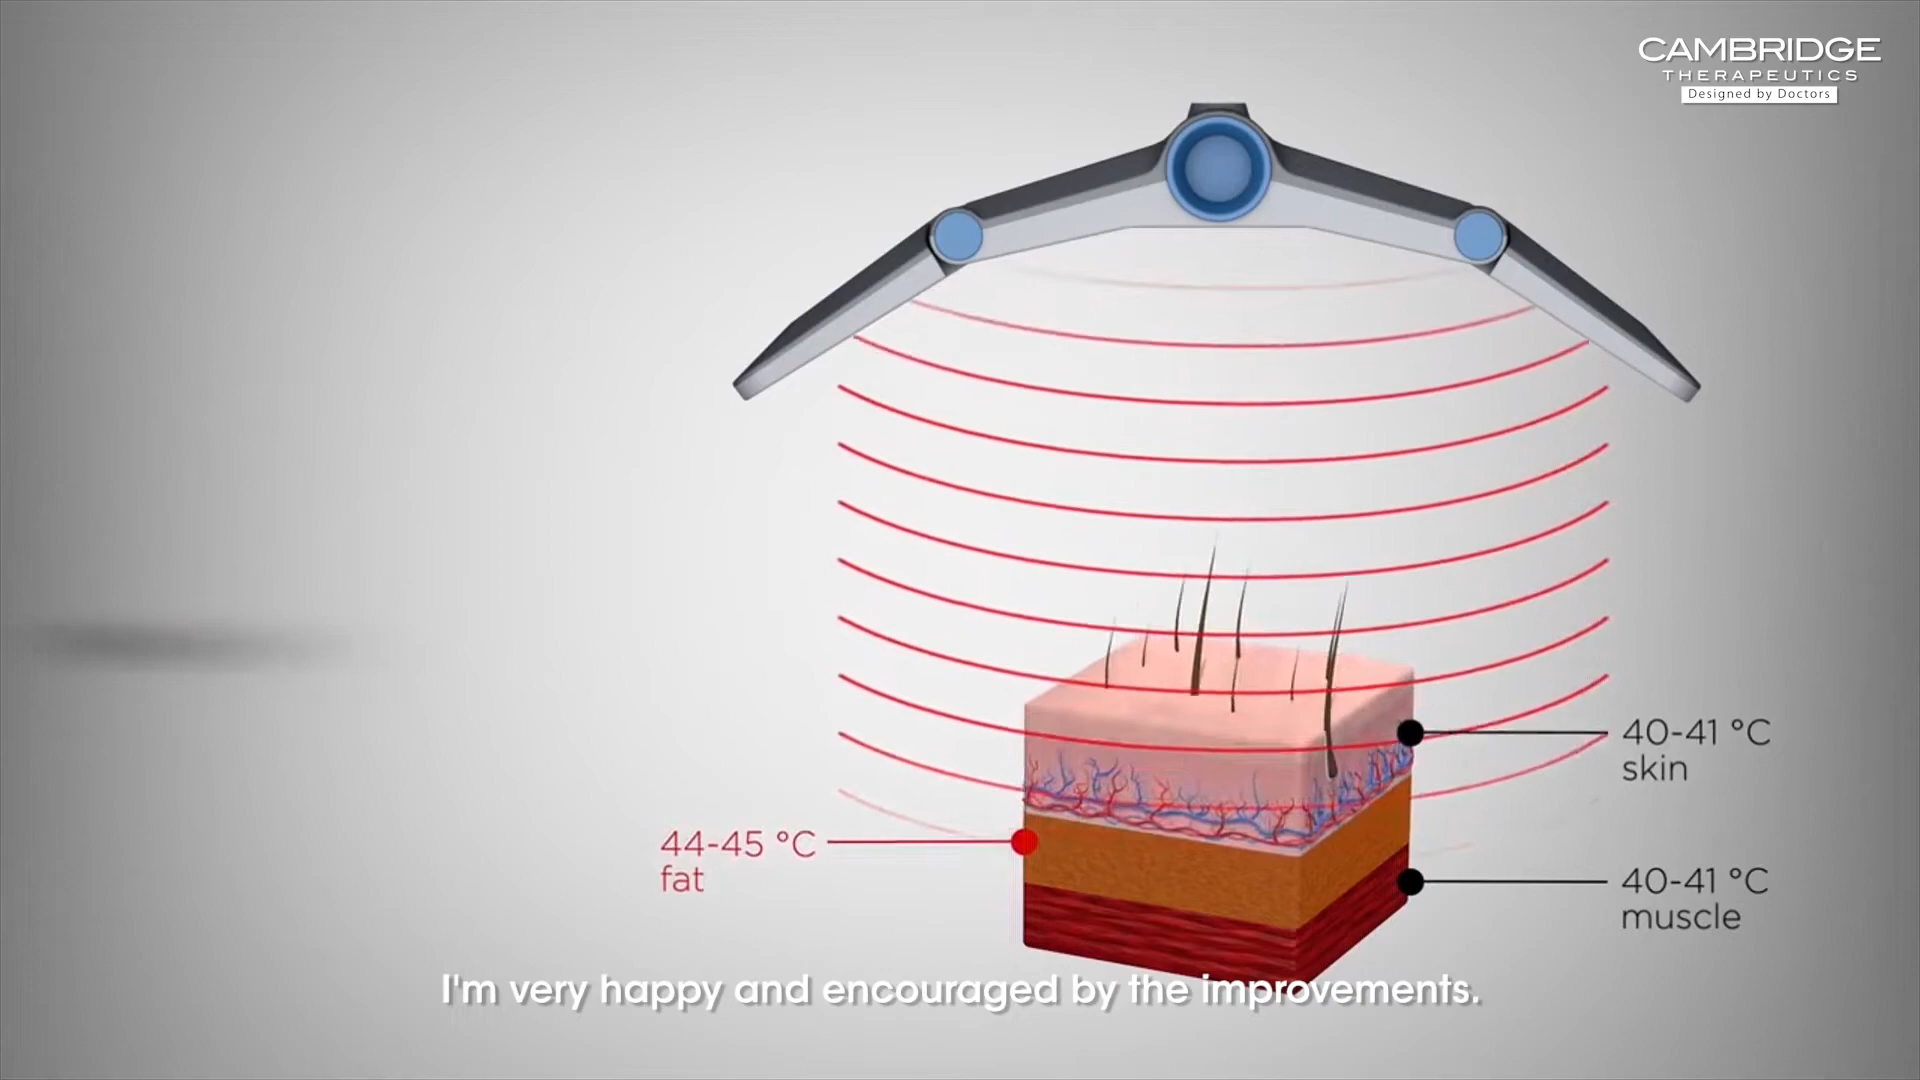 CAMBRIDGE
THERAPEUTICS
Designed by Doctors
40-41 °C
skin
44-45 °C
fat
40-41 °C
muscle
I'm very happy and encouraged by the improvements.